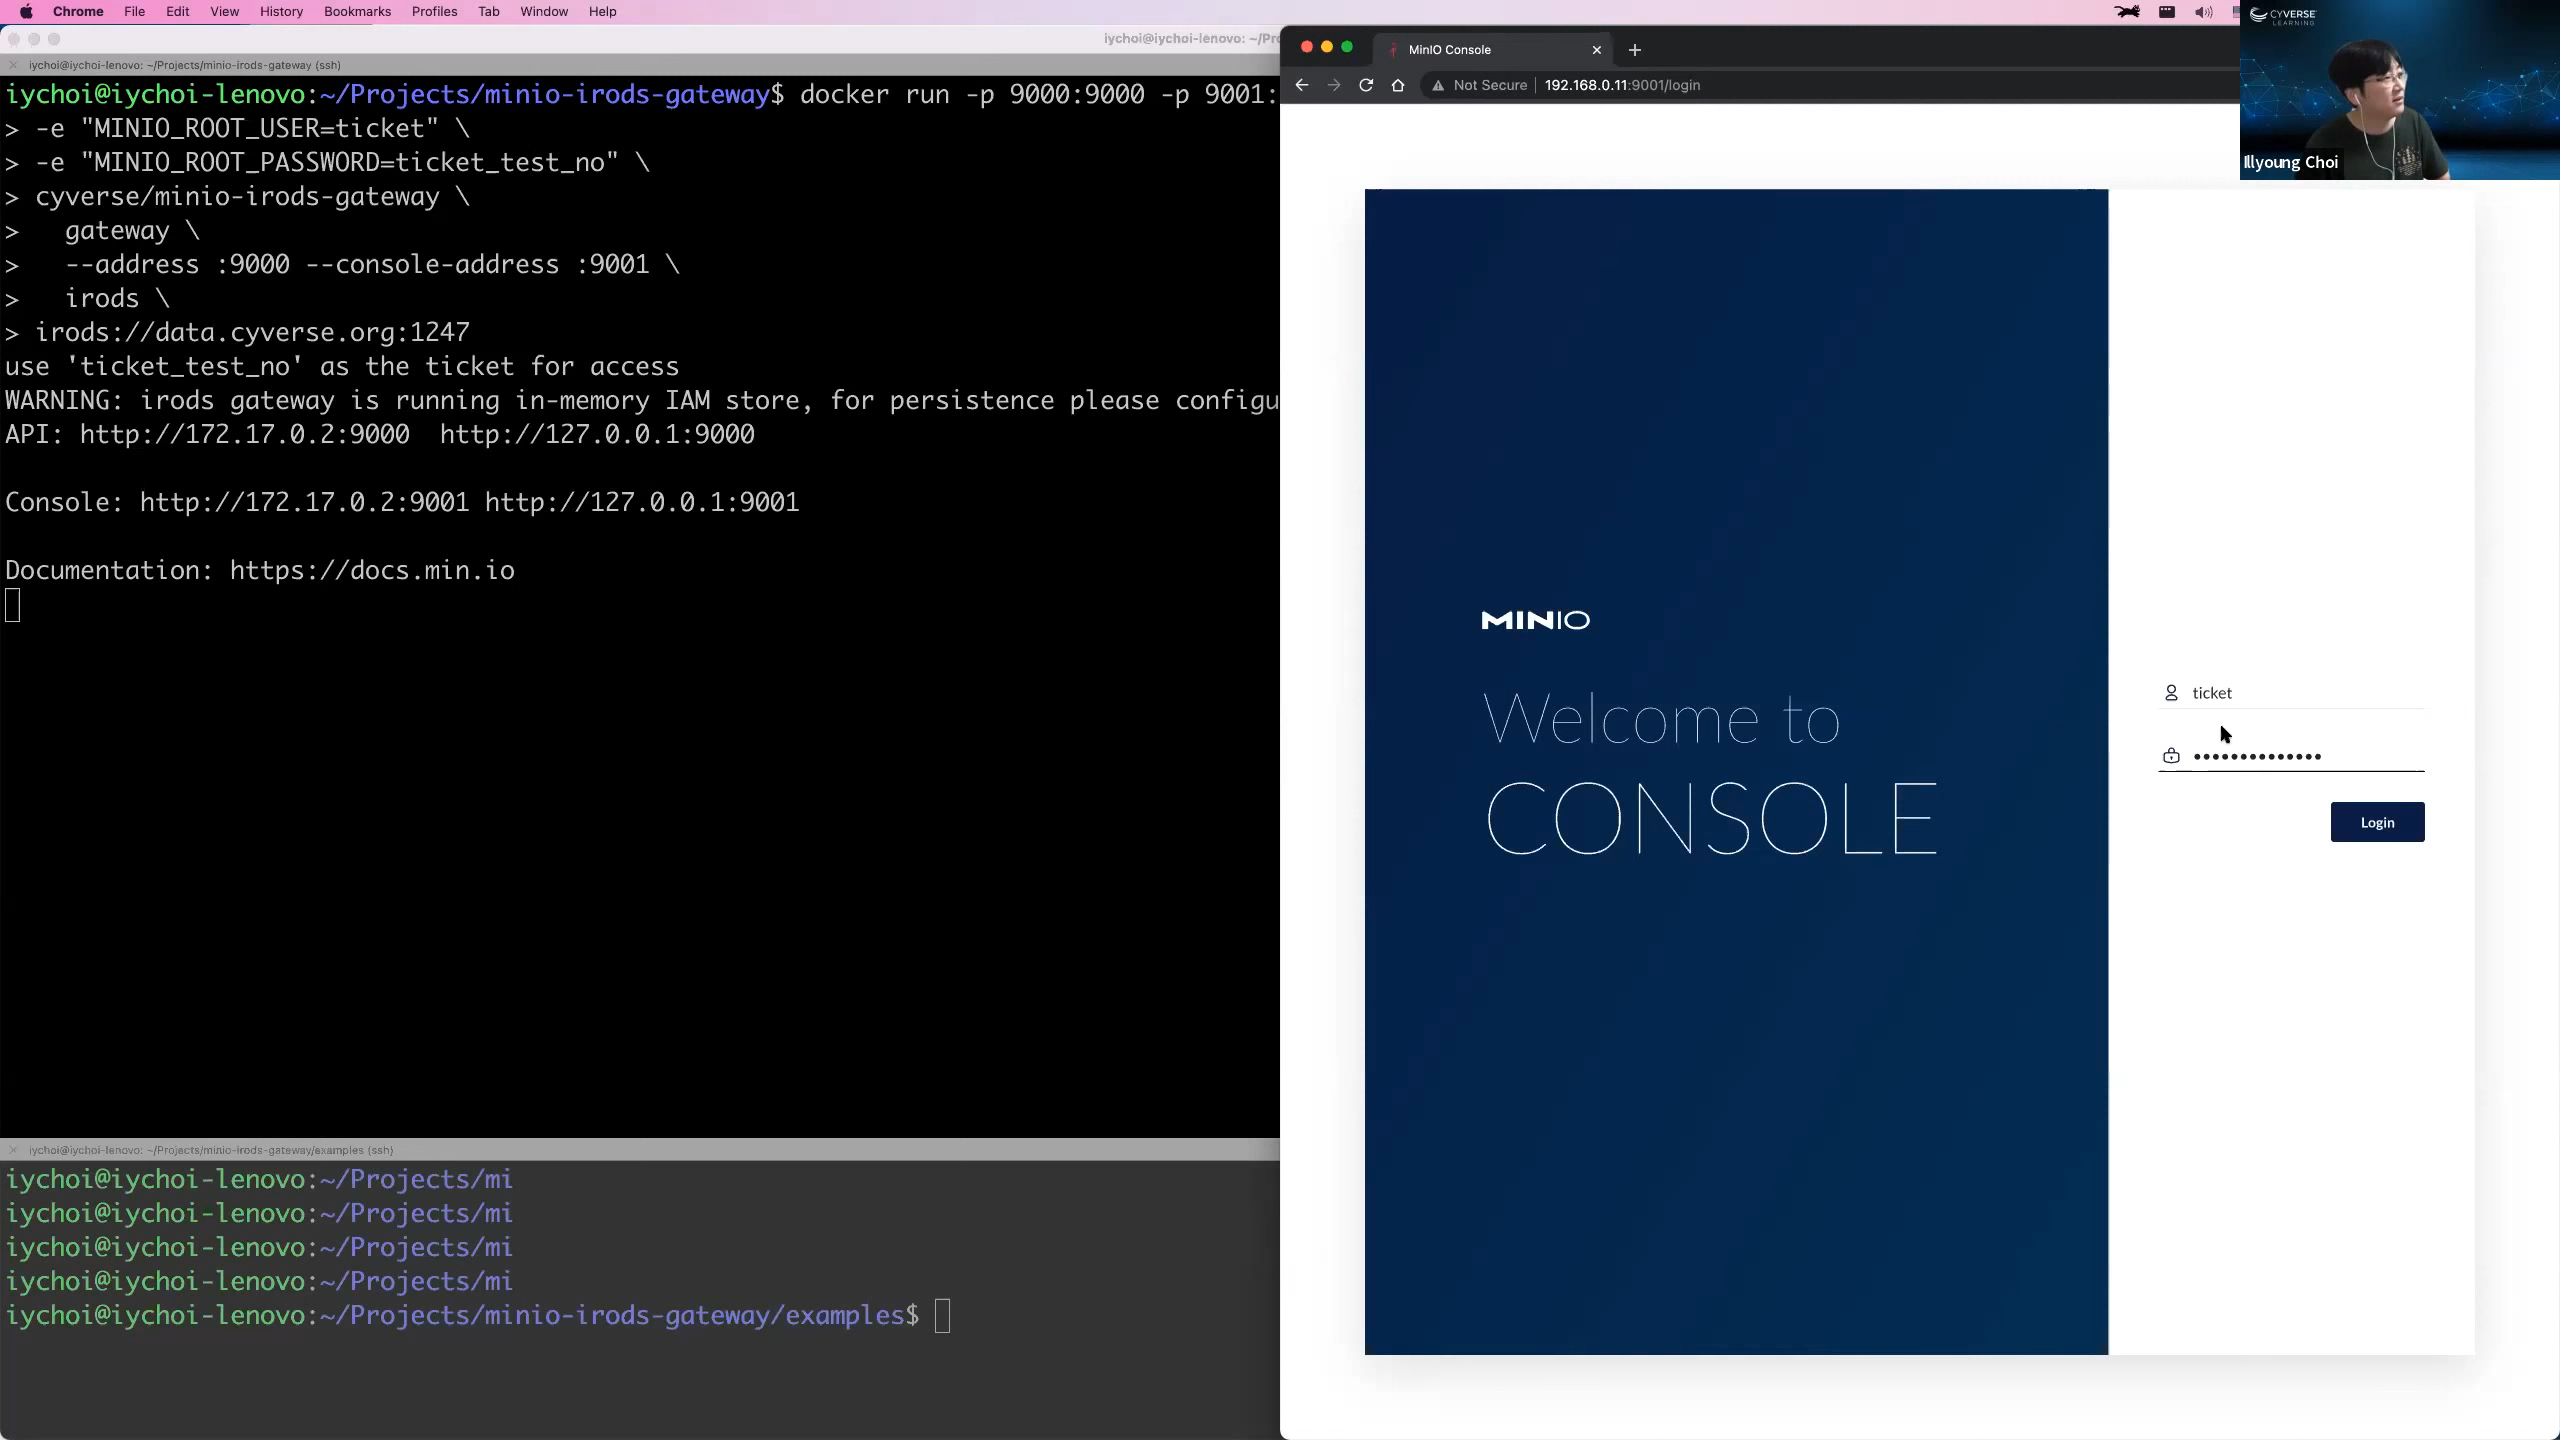 Chrome File Edit View History Bookmarks Profiles Tab Window Help
iychoi@iychoi-lenovo: ~/Pro
iychoi@iychoi-lenovo: ~/Projects/minio-irods-gateway (ssh)
iychoi@iychoi-lenovo:~/Projects/minio-irods-gateway$ docker run -p 9000:9000 -p 9001:
> -e "MINIO_ROOT_USER=ticket" \
> -e "MINIO_ROOT_PASSWORD=ticket_test_no" \
> cyverse/minio-irods-gateway \
> gateway \
> --address :9000 --console-address :9001 \
> irods \
> irods://data.cyverse.org:1247
use 'ticket_test_no' as the ticket for access
WARNING: irods gateway is running in-memory IAM store, for persistence please configu
API: http://172.17.0.2:9000 http://127.0.0.1:9000
Console: http://172.17.0.2:9001 http://127.0.0.1:9001
Documentation: https://docs.min.io
iychoi@iychoi-lenovo: ~/Projects/minio-irods-gateway/examples (ssh)
iychoi@iychoi-lenovo:~/Projects/mi
iychoi@iychoi-lenovo:~/Projects/mi
iychoi@iychoi-lenovo:~/Projects/mi
iychoi@iychoi-lenovo:~/Projects/mi
iychoi@iychoi-lenovo:~/Projects/minio-irods-gateway/examples$
MinIO Console
Not Secure 192.168.0.11:9001/login
MINIO
Welcome to
CONSOLE
ticket
••••••••••••••
Login
CYVERSE
LEARNING
Illyoung Choi